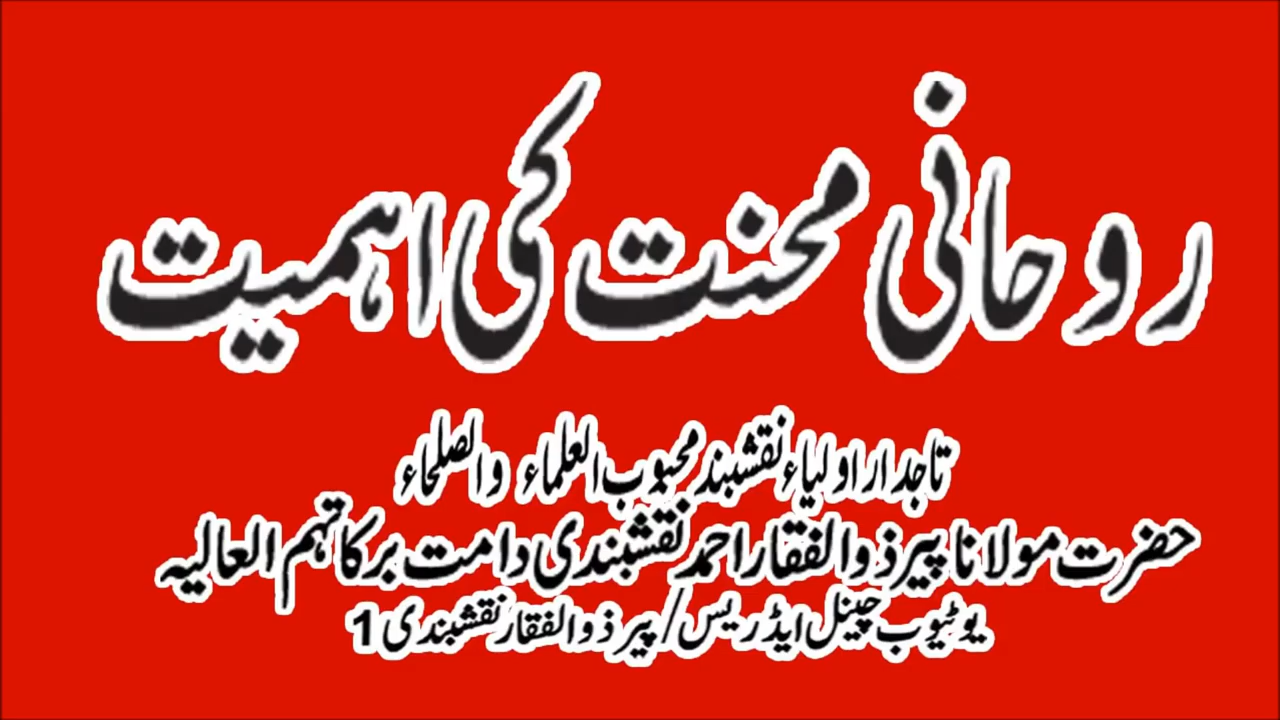 روحانی محنت کی اہمیت
تاجدار اولیاء نقشبند محبوب العلماء والصلحاء
حضرت مولانا پیر ذوالفقار احمد نقشبندی دامت برکاتہم العالیہ
یوٹیوب چینل ایڈریس/ پیر ذوالفقار نقشبندی 1